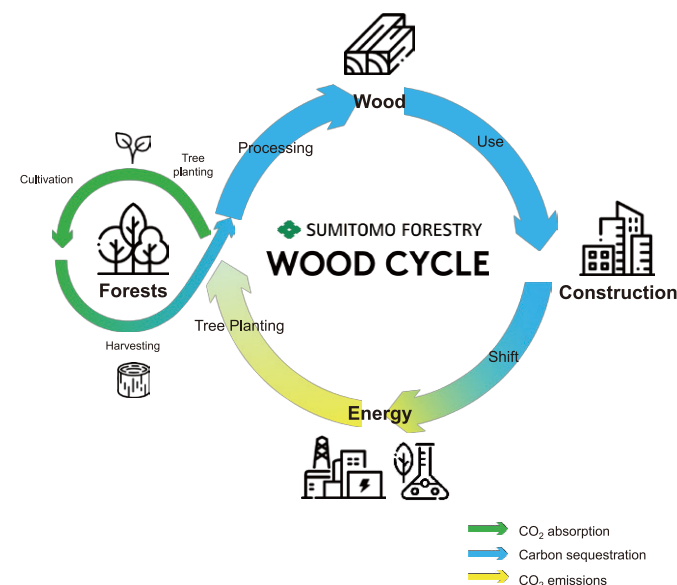 Wood
Processing
Use
Tree
planting
Cultivation
SUMITOMO FORESTRY
WOOD CYCLE
Forests
Construction
Tree Planting
Harvesting
Shift
Energy
CO₂ absorption
Carbon sequestration
CO₂ emissions